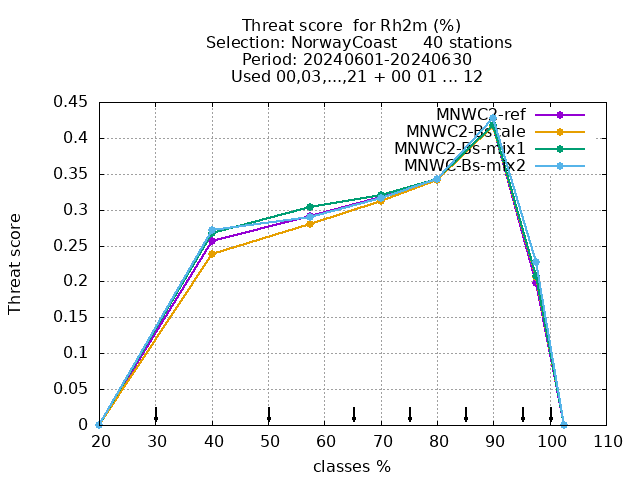 Threat score  for Rh2m (%)
Selection: NorwayCoast     40 stations
Period: 20240601-20240630
Used 00,03,...,21 + 00 01 ... 12
0.45
0.4
0.35
0.3
0.25
0.2
0.15
0.1
0.05
0
Threat score
MNWC2-ref
MNWC2-Bscale
MNWC2-Bs-mix1
MNWC-Bs-mix2
20 30 40 50 60 70 80 90 100 110
classes %